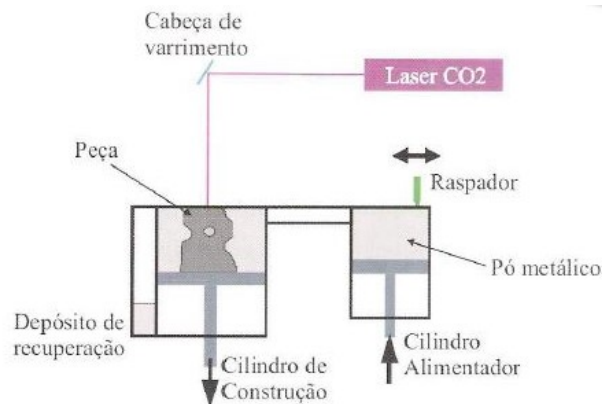 Cabeça de
varrimento
Laser CO2
Peça
Raspador
Pó metálico
Depósito de
recuperação
Cilindro de
Construção
Cilindro
Alimentador